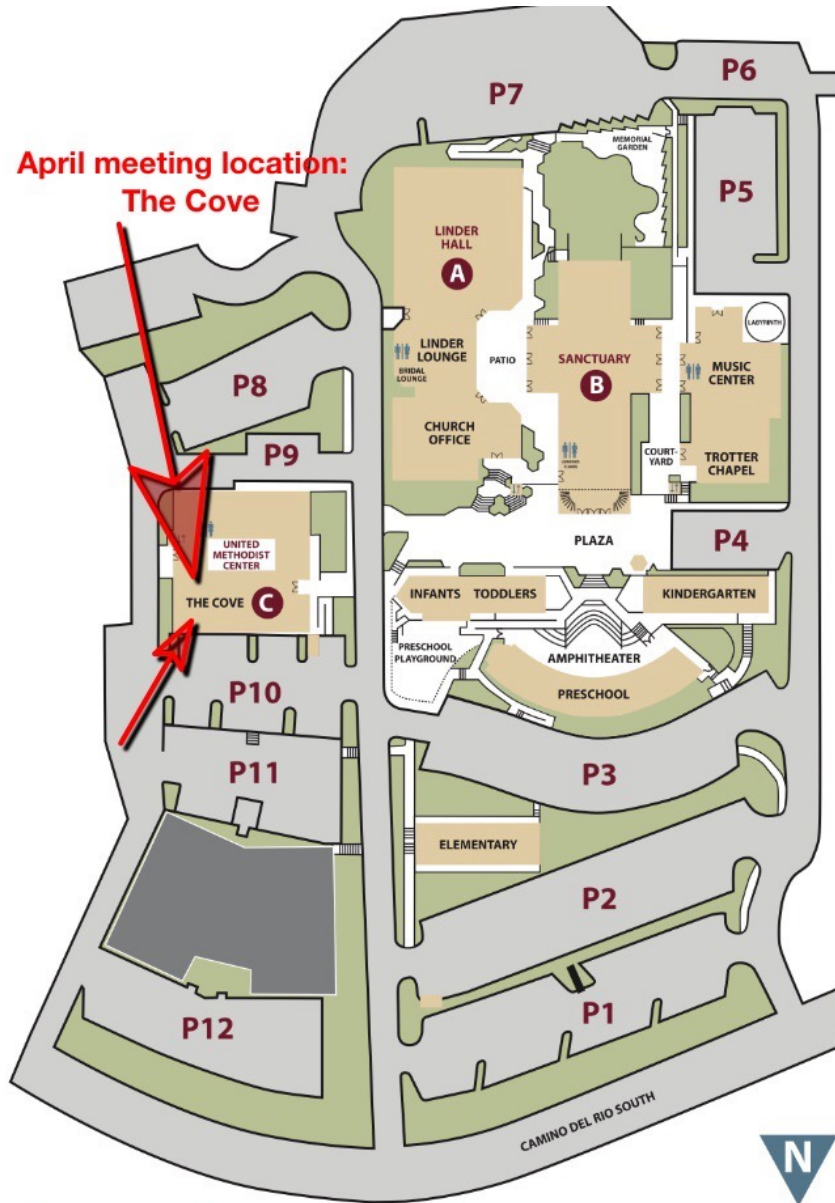 P6
P7
MEMORIAL
GARDEN
April meeting location:
The Cove
P5
LINDER
HALL
A
LABYRINTH
LINDER
LOUNGE
BRIDAL
LOUNGE
PATIO
SANCTUARY
B
MUSIC
CENTER
P8
CHURCH
OFFICE
P9
COURT-
YARD
TROTTER
CHAPEL
UNITED
METHODIST
CENTER
PLAZA
P4
THE COVE
C
INFANTS
TODDLERS
KINDERGARTEN
PRESCHOOL
PLAYGROUND
AMPHITHEATER
PRESCHOOL
P10
P11
P3
ELEMENTARY
P2
P12
P1
CAMINO DEL RIO SOUTH
N